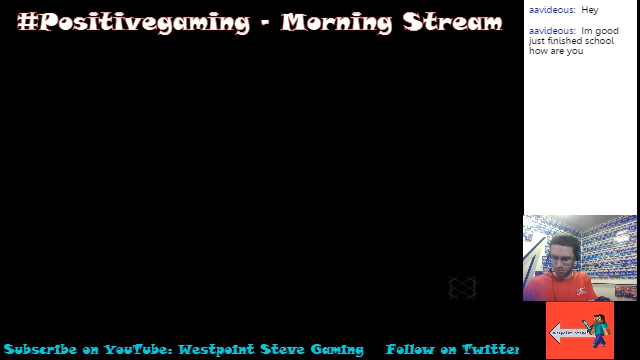 #Positivegaming - Morning Stream
aavideous: Hey
aavideous: Im good
just finished school
how are you
Subscribe on YouTube: Westpoint Steve Gaming Follow on Twitter